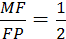 MF/FP = 1/2